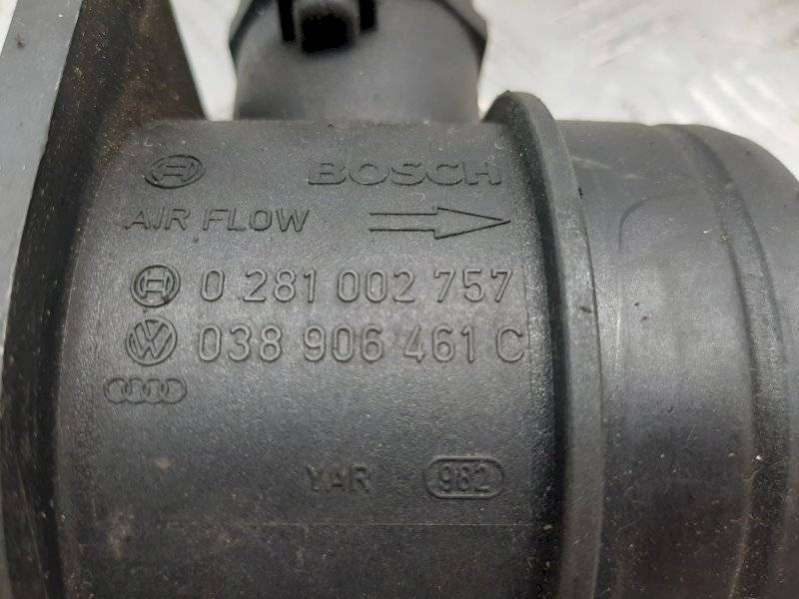 BOSCH
AIR FLOW
0 281 002 757
038 906 461 C
YAR 982